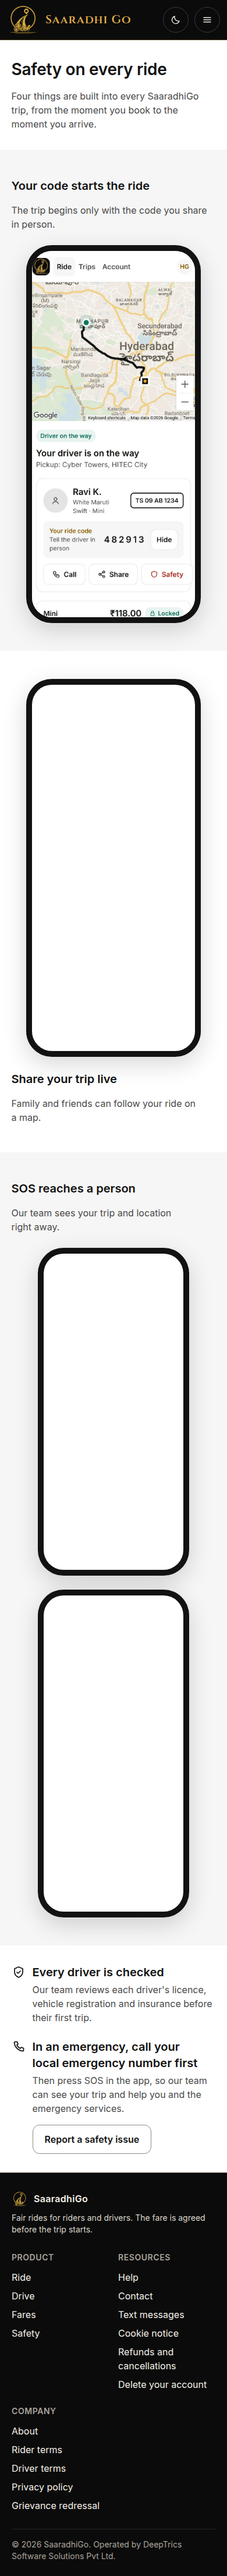 SAARADHI GO
Safety on every ride
Four things are built into every SaaradhiGo
trip, from the moment you book to the
moment you arrive.
Your code starts the ride
The trip begins only with the code you share
in person.
Ride Trips Account HG
Secunderabad
Hyderabad
హైదరాబాద్
Google
Keyboard shortcuts Map data ©2026 Google
Driver on the way
Your driver is on the way
Pickup: Cyber Towers, HITEC City
Ravi K.
White Maruti
Swift · Mini
TS 09 AB 1234
Your ride code
Tell the driver in
person
482913
Hide
Call
Share
Safety
Mini ₹118.00 Locked
Share your trip live
Family and friends can follow your ride on
a map.
SOS reaches a person
Our team sees your trip and location
right away.
Every driver is checked
Our team reviews each driver's licence,
vehicle registration and insurance before
their first trip.
In an emergency, call your
local emergency number first
Then press SOS in the app, so our team
can see your trip and help you and the
emergency services.
Report a safety issue
SaaradhiGo
Fair rides for riders and drivers. The fare is agreed
before the trip starts.
PRODUCT
Ride
Drive
Fares
Safety
RESOURCES
Help
Contact
Text messages
Cookie notice
Refunds and
cancellations
Delete your account
COMPANY
About
Rider terms
Driver terms
Privacy policy
Grievance redressal
© 2026 SaaradhiGo. Operated by DeepTrics
Software Solutions Pvt Ltd.